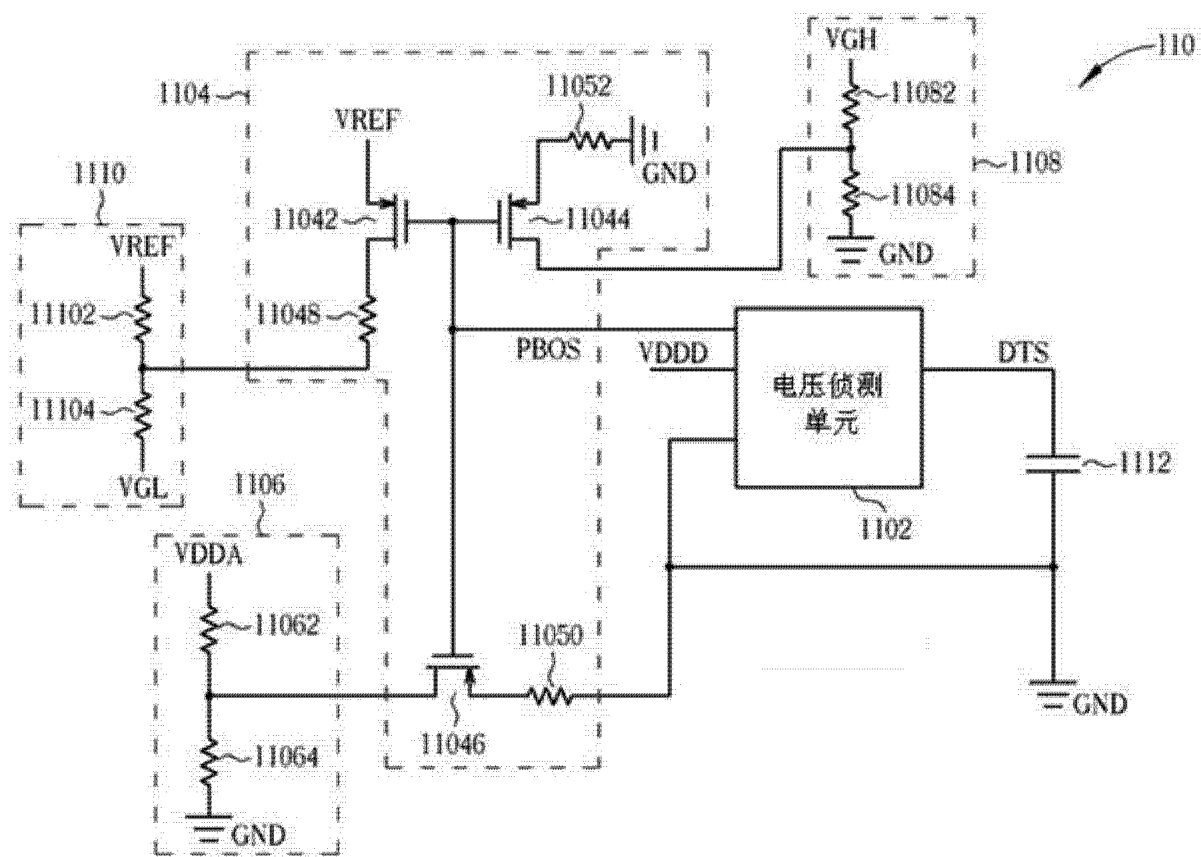 VGH
110
11082
1104
11052
VREF
1108
1110
GND
11084
11042
11044
VREF
GND
11102
11048
PBOS
VDDD
DTS
电压侦测
单元
11104
1112
VGL
1106
1102
VDDA
11050
11062
GND
11046
11064
GND